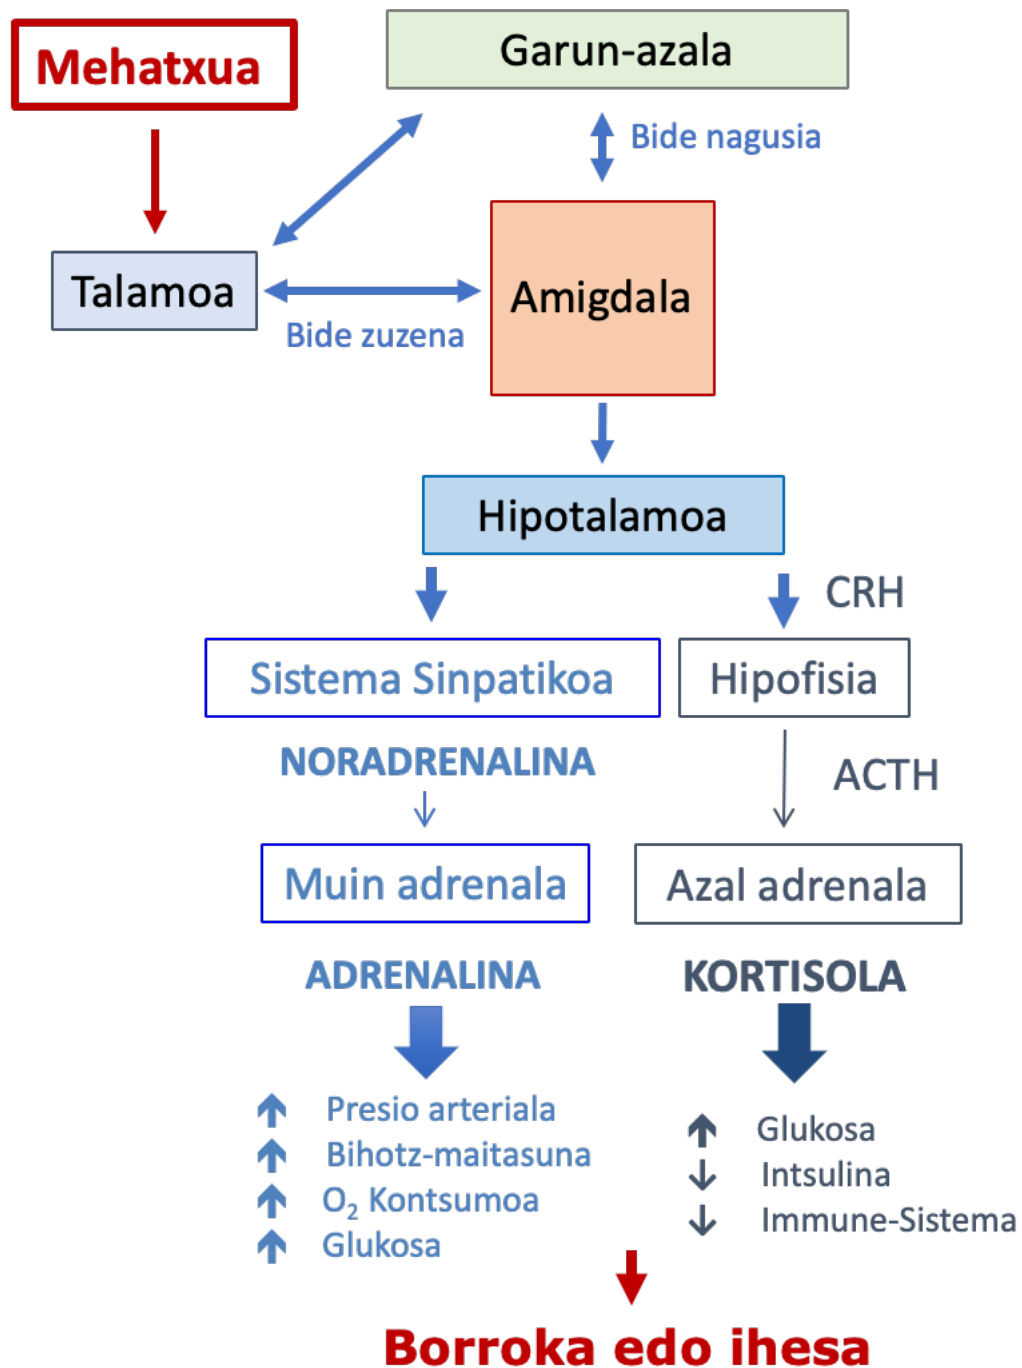 Mehatxua
Garun-azala
Bide nagusia
Talamoa
Amigdala
Bide zuzena
Hipotalamoa
CRH
Sistema Sinpatikoa
Hipofisia
NORADRENALINA
ACTH
Muin adrenala
Azal adrenala
ADRENALINA
KORTISOLA
Presio arteriala
Bihotz-maitasuna
O₂ Kontsumoa
Glukosa
Glukosa
Intsulina
Immune-Sistema
Borroka edo ihesa